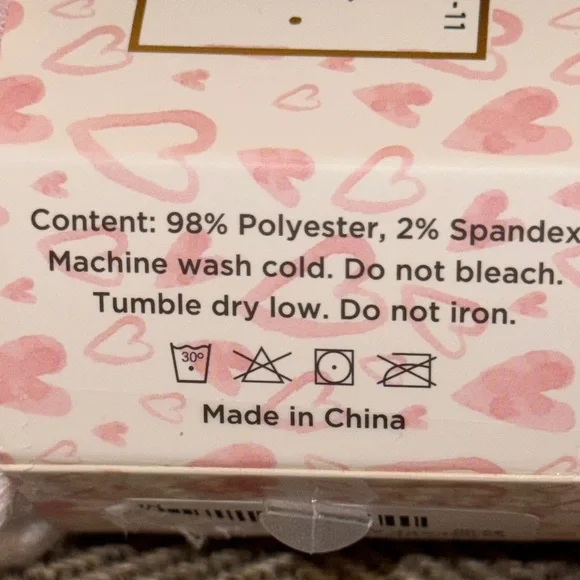 -11
Content: 98% Polyester, 2% Spandex
Machine wash cold. Do not bleach.
Tumble dry low. Do not iron.
30°
Made in China